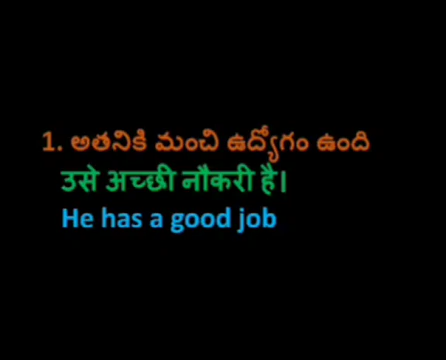 1. అతనికి మంచి ఉద్యోగం ఉంది
उसे अच्छी नौकरी है।
He has a good job